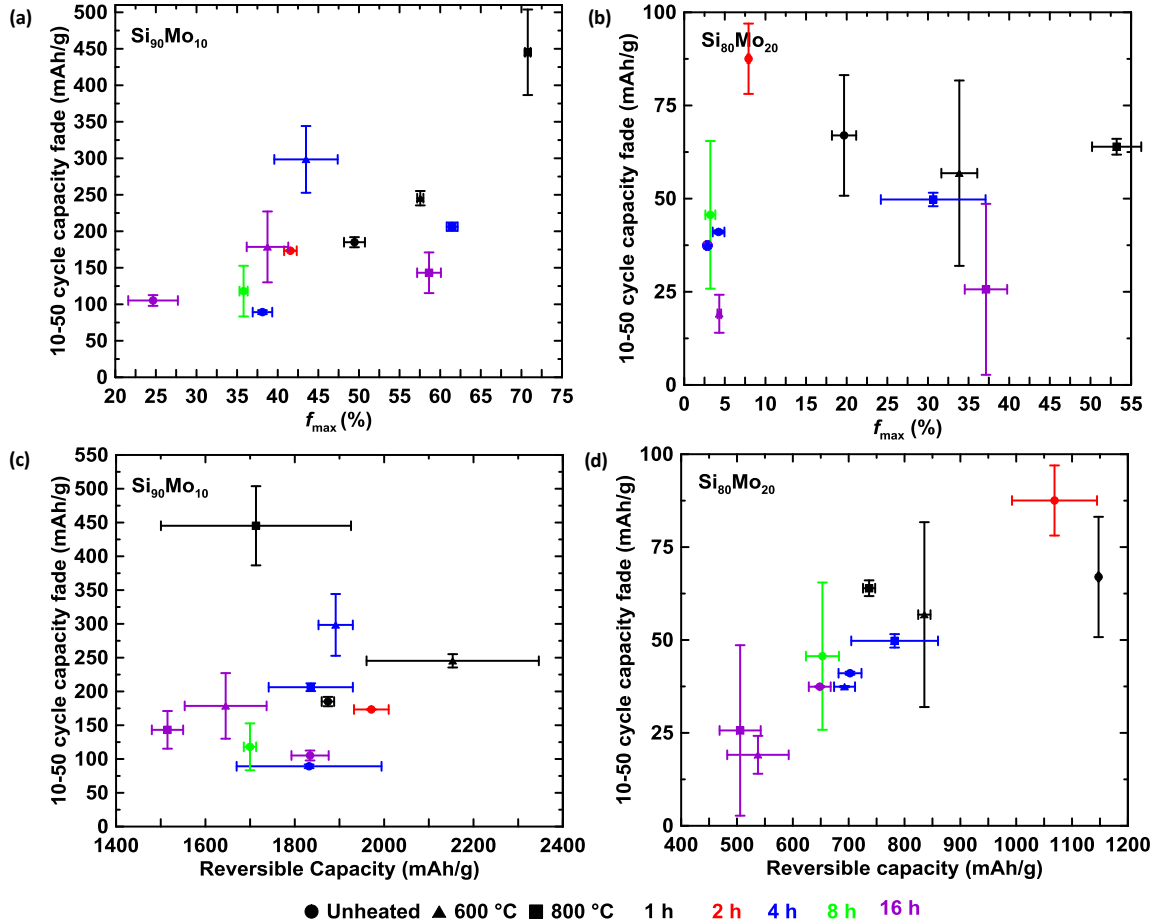 (a)
Si₉₀Mo₁₀
10-50 cycle capacity fade (mAh/g)
500
450
400
350
300
250
200
150
100
50
0
20 25 30 35 40 45 50 55 60 65 70 75
fmax (%)
(b)
Si₈₀Mo₂₀
10-50 cycle capacity fade (mAh/g)
100
75
50
25
0
0 5 10 15 20 25 30 35 40 45 50 55
fmax (%)
(c)
Si₉₀Mo₁₀
10-50 cycle capacity fade (mAh/g)
550
500
450
400
350
300
250
200
150
100
50
0
1400 1600 1800 2000 2200 2400
Reversible Capacity (mAh/g)
(d)
Si₈₀Mo₂₀
10-50 cycle capacity fade (mAh/g)
100
75
50
25
0
400 500 600 700 800 900 1000 1100 1200
Reversible capacity (mAh/g)
Unheated 600 °C 800 °C 1 h 2 h 4 h 8 h 16 h